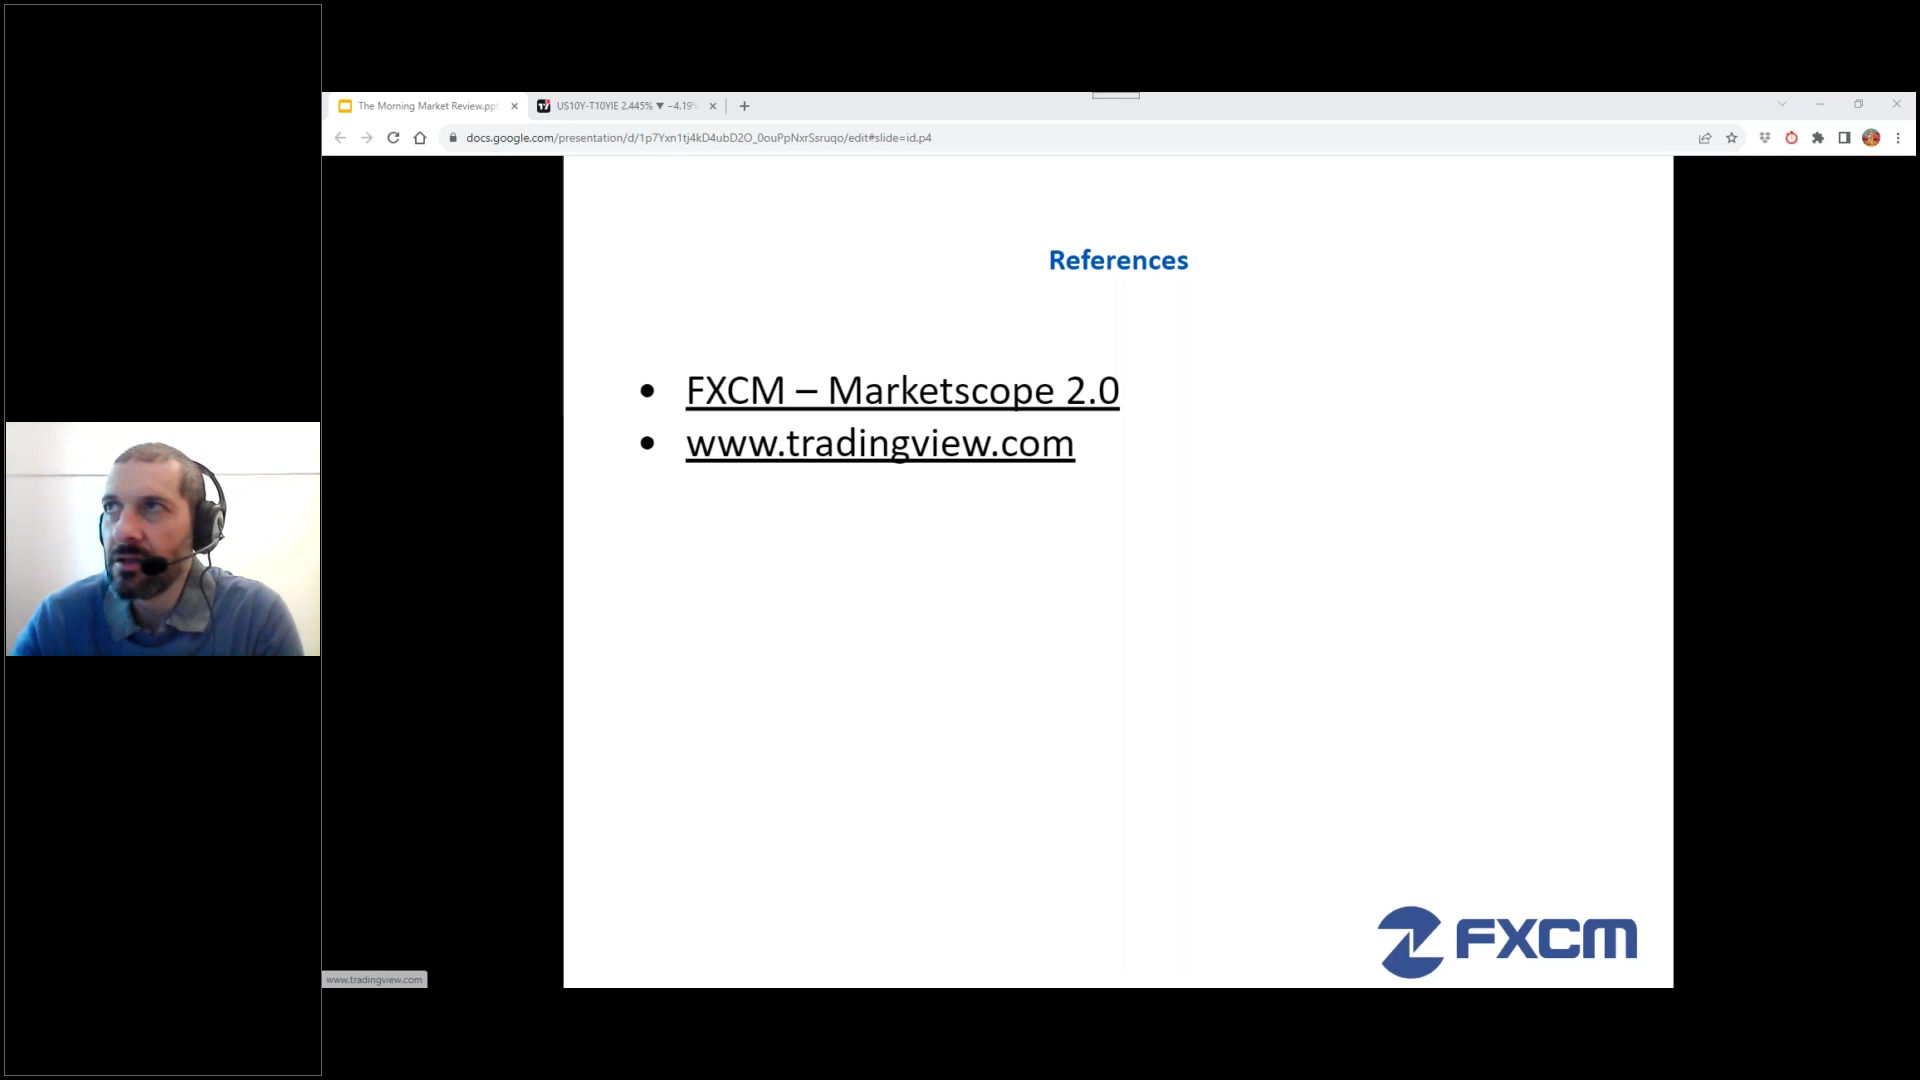 The Morning Market Review.ppt
US10Y-T10YIE 2.445% ▼ −4.19%
docs.google.com/presentation/d/1p7Yxn1tj4kD4ubD2O_0ouPpNxrSsruqo/edit#slide=id.p4
References
• FXCM – Marketscope 2.0
• www.tradingview.com
FXCM
www.tradingview.com